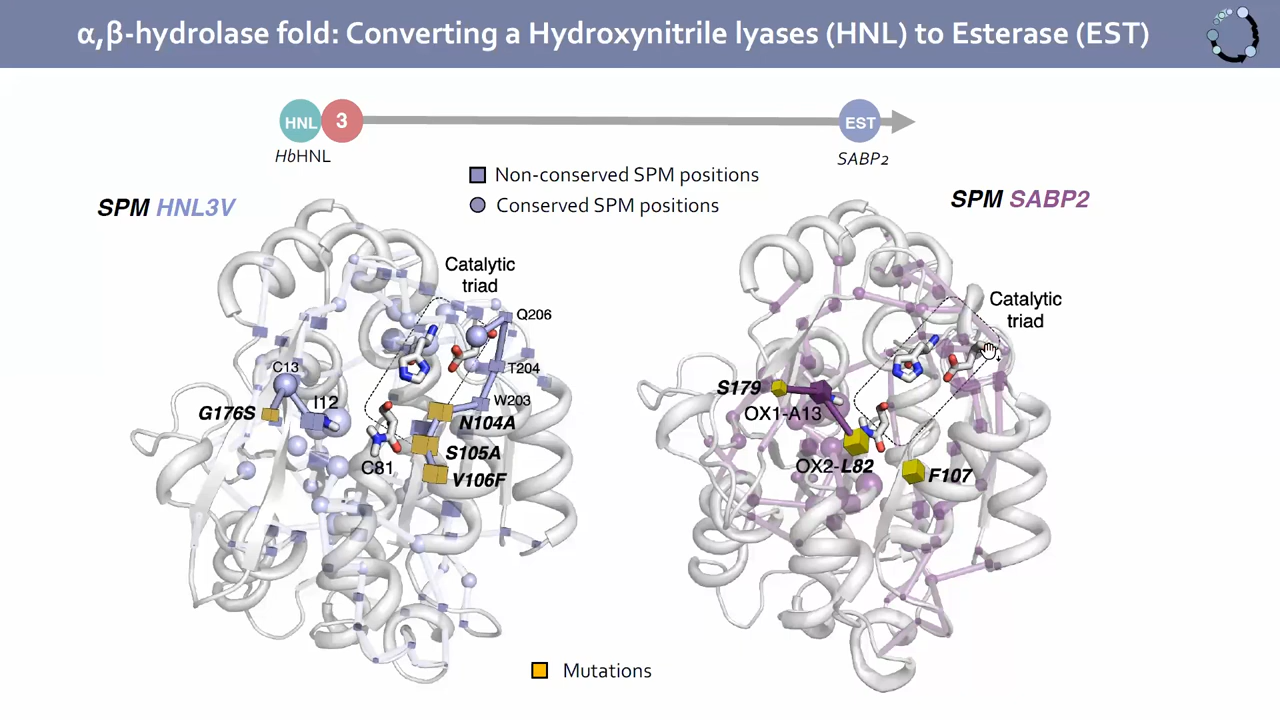 α,β-hydrolase fold: Converting a Hydroxynitrile lyases (HNL) to Esterase (EST)
HNL 3 EST
HbHNL SABP2
Non-conserved SPM positions
Conserved SPM positions
SPM HNL3V
SPM SABP2
Catalytic
triad
Q206
C13
T204
I12
W203
G176S
N104A
S105A
C81
V106F
Catalytic
triad
S179
OX1-A13
OX2-L82
F107
Mutations